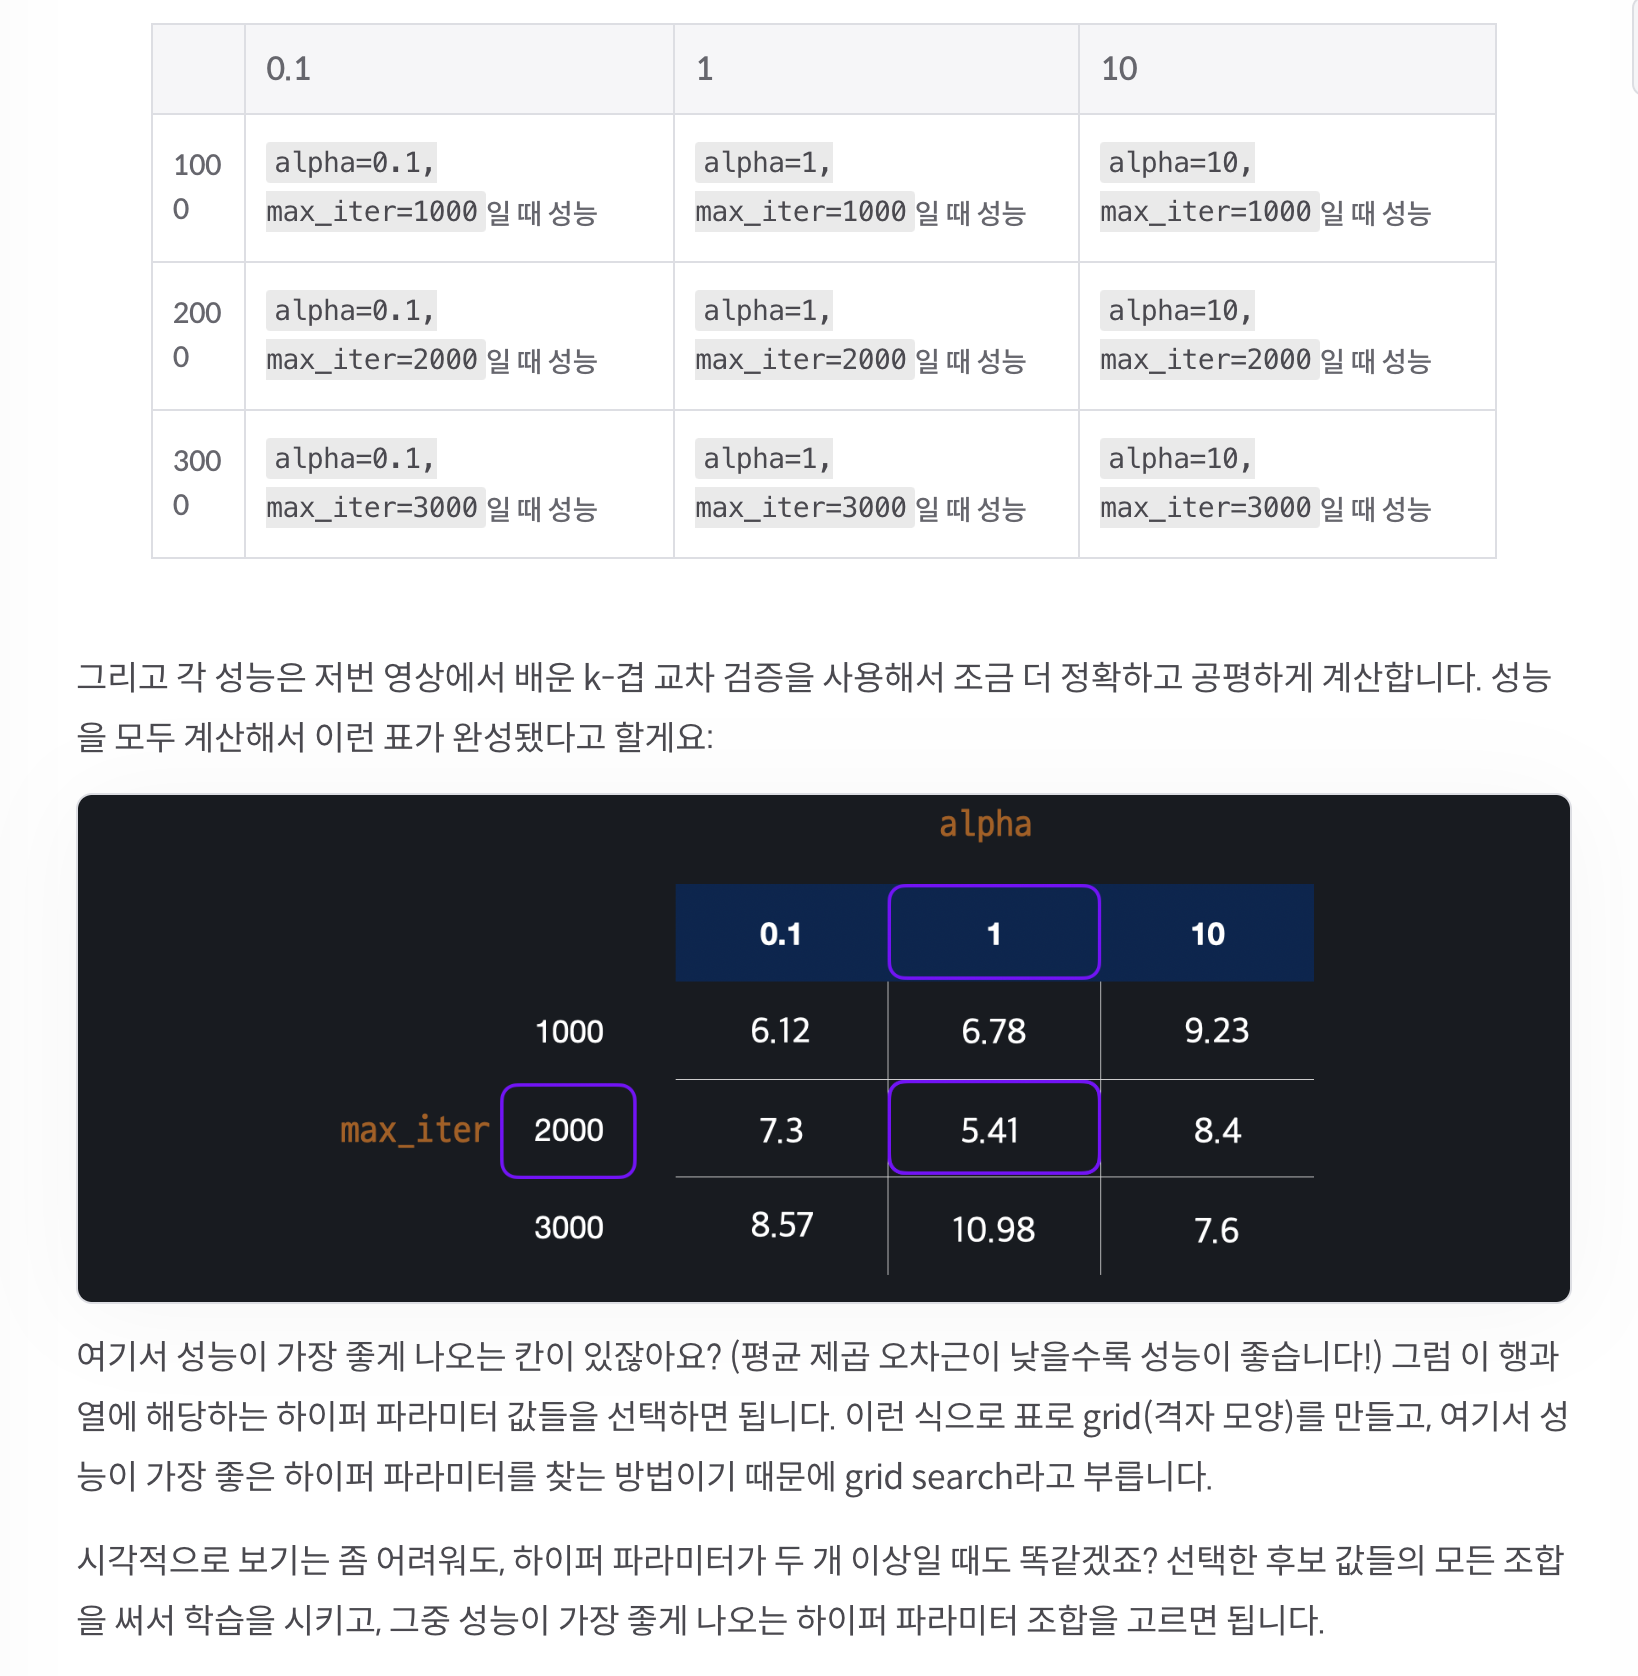 0.1 1 10
100 alpha=0.1, alpha=1, alpha=10,
0 max_iter=1000 일 때 성능 max_iter=1000 일 때 성능 max_iter=1000 일 때 성능
200 alpha=0.1, alpha=1, alpha=10,
0 max_iter=2000 일 때 성능 max_iter=2000 일 때 성능 max_iter=2000 일 때 성능
300 alpha=0.1, alpha=1, alpha=10,
0 max_iter=3000 일 때 성능 max_iter=3000 일 때 성능 max_iter=3000 일 때 성능
그리고 각 성능은 저번 영상에서 배운 k-겹 교차 검증을 사용해서 조금 더 정확하고 공평하게 계산합니다. 성능
을 모두 계산해서 이런 표가 완성됐다고 할게요:
alpha
0.1 1 10
1000 6.12 6.78 9.23
max_iter 2000 7.3 5.41 8.4
3000 8.57 10.98 7.6
여기서 성능이 가장 좋게 나오는 칸이 있잖아요? (평균 제곱 오차근이 낮을수록 성능이 좋습니다!) 그럼 이 행과
열에 해당하는 하이퍼 파라미터 값들을 선택하면 됩니다. 이런 식으로 표로 grid(격자 모양)를 만들고, 여기서 성
능이 가장 좋은 하이퍼 파라미터를 찾는 방법이기 때문에 grid search라고 부릅니다.
시각적으로 보기는 좀 어려워도, 하이퍼 파라미터가 두 개 이상일 때도 똑같겠죠? 선택한 후보 값들의 모든 조합
을 써서 학습을 시키고, 그중 성능이 가장 좋게 나오는 하이퍼 파라미터 조합을 고르면 됩니다.